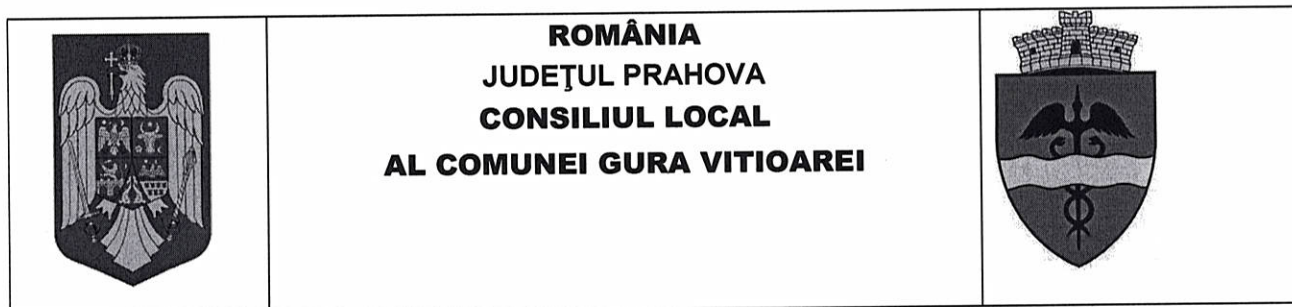 ROMÂNIA
JUDEŢUL PRAHOVA
CONSILIUL LOCAL
AL COMUNEI GURA VITIOAREI